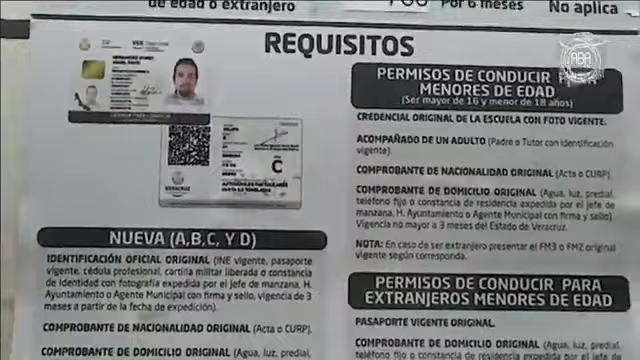 de edad o extranjero
Por 6 meses
No aplica
REQUISITOS
VERACRUZ
C
AUTOMÓVILES PARTICULARES
NUEVA (A,B,C, Y D)
IDENTIFICACIÓN OFICIAL ORIGINAL (INE vigente, pasaporte
vigente, cédula profesional, cartilla militar liberada o constancia
de identidad con fotografía expedida por el jefe de manzana, H.
Ayuntamiento o Agente Municipal con firma y sello, vigencia de 3
meses a partir de la fecha de expedición).
COMPROBANTE DE NACIONALIDAD ORIGINAL (Acta o CURP).
COMPROBANTE DE DOMICILIO ORIGINAL (Agua, luz, predial,
PERMISOS DE CONDUCIR
MENORES DE EDAD
(Ser mayor de 16 y menor de 18 años)
CREDENCIAL ORIGINAL DE LA ESCUELA CON FOTO VIGENTE.
ACOMPAÑADO DE UN ADULTO (Padre o Tutor con identificación
vigente).
COMPROBANTE DE NACIONALIDAD ORIGINAL (Acta o CURP).
COMPROBANTE DE DOMICILIO ORIGINAL (Agua, luz, predial,
teléfono fijo o constancia de residencia expedida por el jefe de
manzana, H. Ayuntamiento o Agente Municipal con firma y sello)
Vigencia no mayor a 3 meses del Estado de Veracruz.
NOTA: En caso de ser extranjero presentar el FM3 o FM2 original
vigente según corresponda.
PERMISOS DE CONDUCIR PARA
EXTRANJEROS MENORES DE EDAD
PASAPORTE VIGENTE ORIGINAL.
COMPROBANTE DE DOMICILIO ORIGINAL (Agua, luz, predial,
teléfono fijo o constancia de residencia expedida por el jefe de
ABA